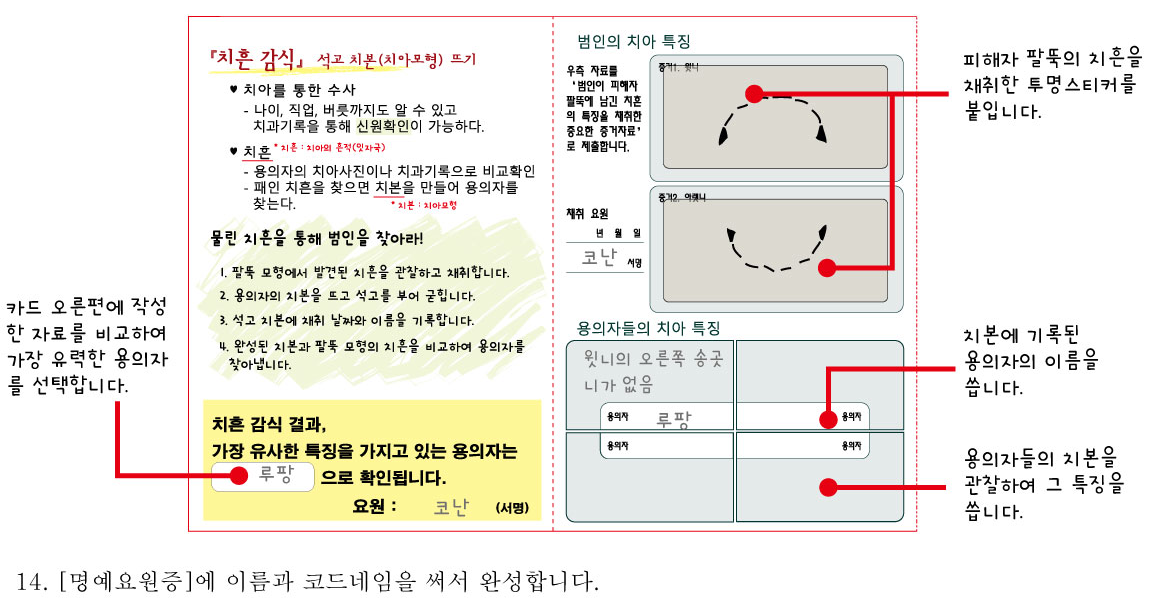 『치흔 감식』 석고 치본(치아모형) 뜨기
♥ 치아를 통한 수사
- 나이, 직업, 버릇까지도 알 수 있고
치과기록을 통해 신원확인이 가능하다.
♥ 치흔 * 치흔 : 치아의 흔적(잇자국)
- 용의자의 치아사진이나 치과기록으로 비교확인
- 패인 치흔을 찾으면 치본을 만들어 용의자를
찾는다.
* 치본 : 치아모형
물린 치흔을 통해 범인을 찾아라!
1. 팔뚝 모형에서 발견된 치흔을 관찰하고 채취합니다.
2. 용의자의 치본을 뜨고 석고를 부어 굳힙니다.
3. 석고 치본에 채취 날짜와 이름을 기록합니다.
4. 완성된 치본과 팔뚝 모형의 치흔을 비교하여 용의자를
찾아냅니다.
치흔 감식 결과,
가장 유사한 특징을 가지고 있는 용의자는
루팡 으로 확인됩니다.
요원 : 코난 (서명)
카드 오른편에 작성
한 자료를 비교하여
가장 유력한 용의자
를 선택합니다.
범인의 치아 특징
우측 자료를
'범인이 피해자
팔뚝에 남긴 치흔
의 특징을 채취한
중요한 증거자료'
로 제출합니다.
증거1. 윗니
증거2. 아랫니
채취 요원
년 월 일
코난 서명
용의자들의 치아 특징
윗니의 오른쪽 송곳
니가 없음
용의자 루팡
용의자
용의자
용의자
피해자 팔뚝의 치흔을
채취한 투명스티커를
붙입니다.
치본에 기록된
용의자의 이름을
씁니다.
용의자들의 치본을
관찰하여 그 특징을
씁니다.
14. [명예요원증]에 이름과 코드네임을 써서 완성합니다.